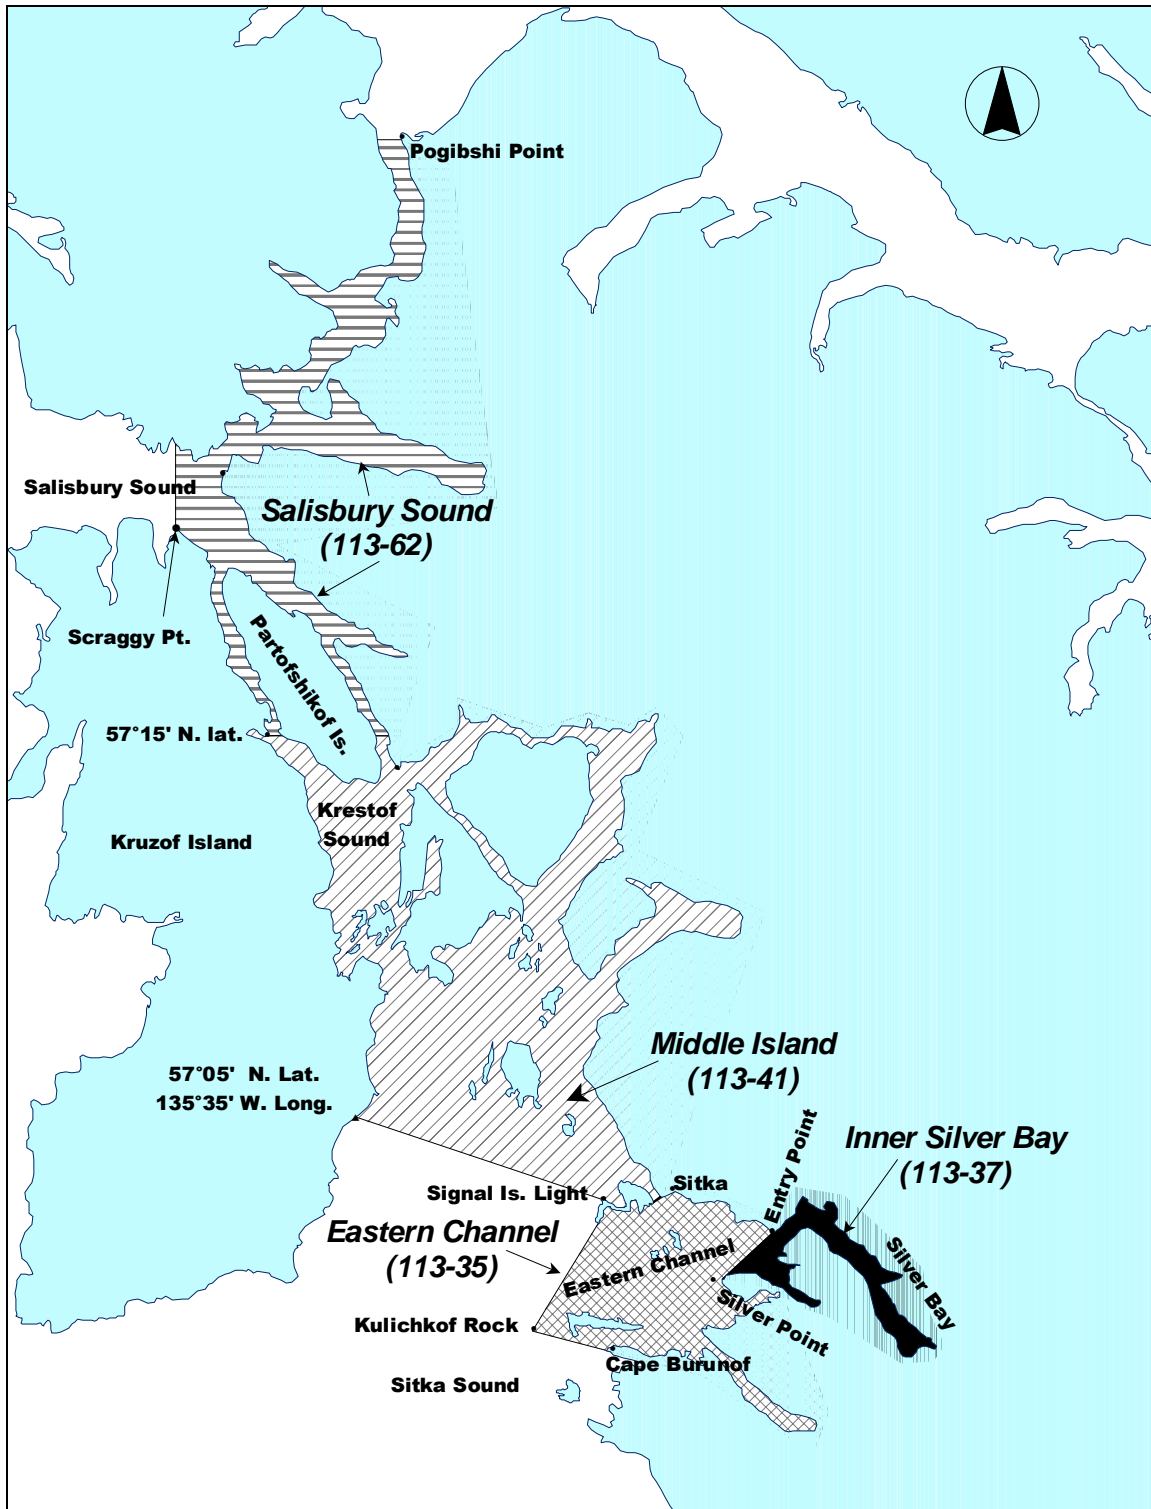 Pogibshi Point
Salisbury Sound
Salisbury Sound
(113-62)
Scraggy Pt.
Partofshikof Is.
57°15' N. lat.
Krestof
Sound
Kruzof Island
Middle Island
(113-41)
57°05'  N. Lat.
135°35' W. Long.
Entry Point
Inner Silver Bay
(113-37)
Sitka
Signal Is. Light
Eastern Channel
(113-35)
Eastern Channel
Silver Bay
Silver Point
Kulichkof Rock
Cape Burunof
Sitka Sound